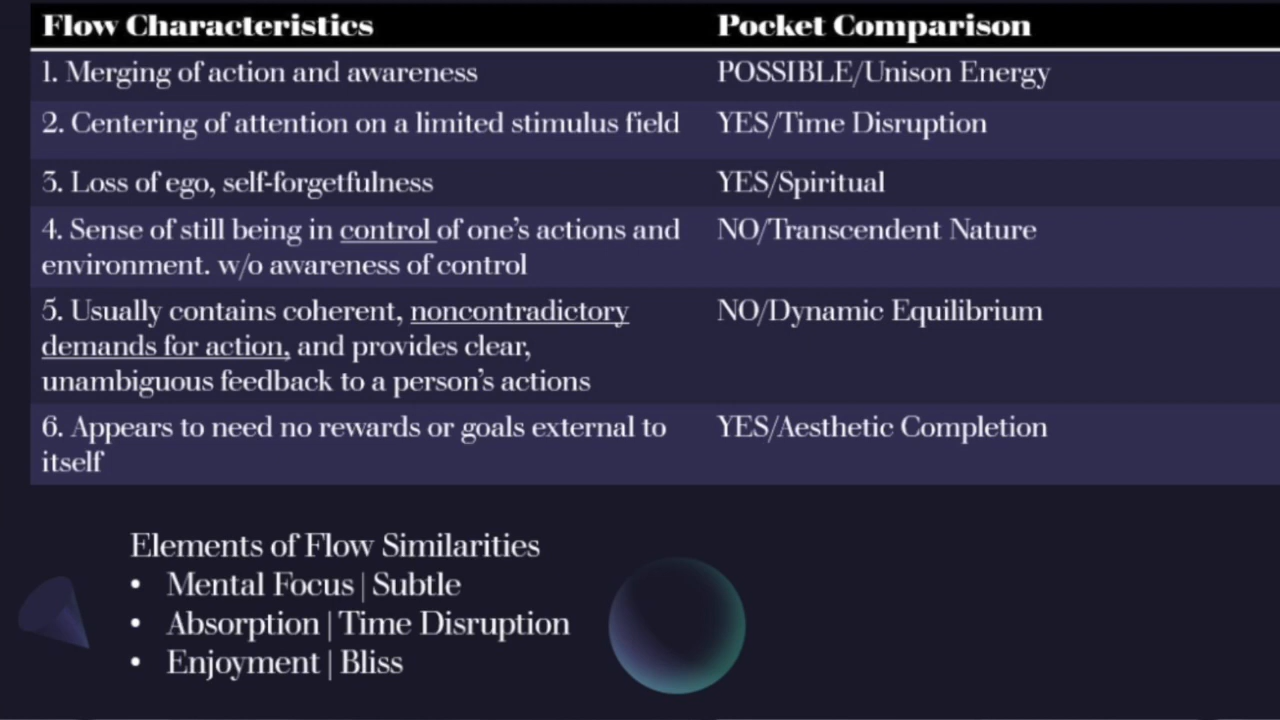 Flow Characteristics
Pocket Comparison
1. Merging of action and awareness
POSSIBLE/Unison Energy
2. Centering of attention on a limited stimulus field
YES/Time Disruption
3. Loss of ego, self-forgetfulness
YES/Spiritual
4. Sense of still being in control of one's actions and
environment. w/o awareness of control
NO/Transcendent Nature
5. Usually contains coherent, noncontradictory
demands for action, and provides clear,
unambiguous feedback to a person's actions
NO/Dynamic Equilibrium
6. Appears to need no rewards or goals external to
itself
YES/Aesthetic Completion
Elements of Flow Similarities
• Mental Focus | Subtle
• Absorption | Time Disruption
• Enjoyment | Bliss